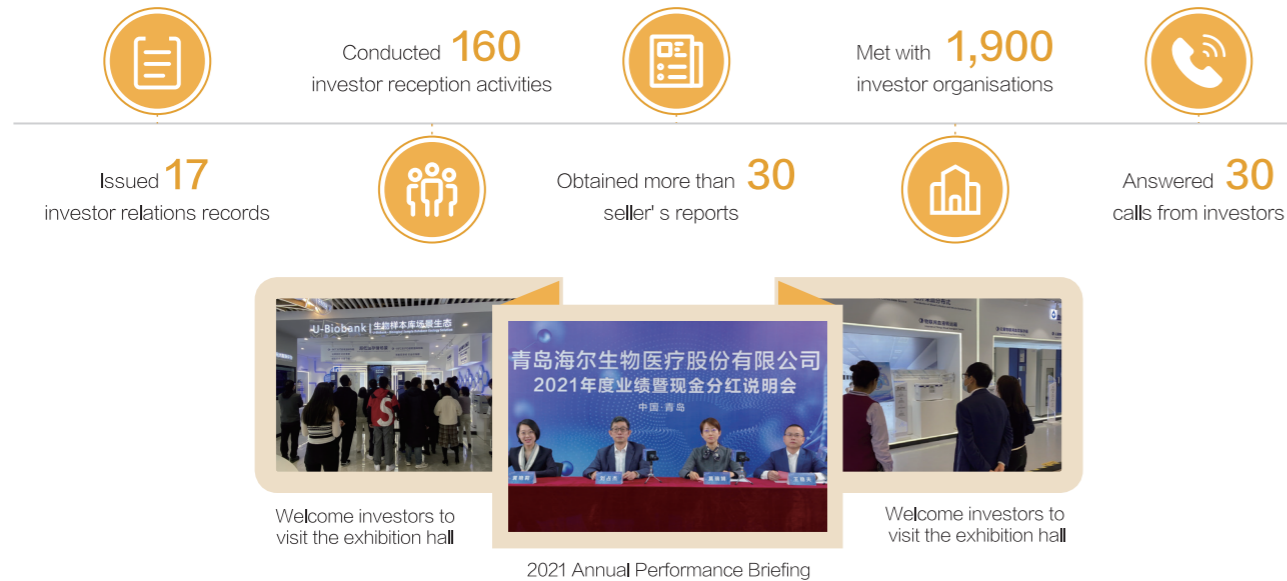 Conducted 160
investor reception activities
Met with 1,900
investor organisations
Issued 17
investor relations records
Obtained more than 30
seller' s reports
Answered 30
calls from investors
U-Biobank | 生物样本库场景生态
青岛海尔生物医疗股份有限公司
2021年度业绩暨现金分红说明会
中国·青岛
Welcome investors to
visit the exhibition hall
Welcome investors to
visit the exhibition hall
2021 Annual Performance Briefing